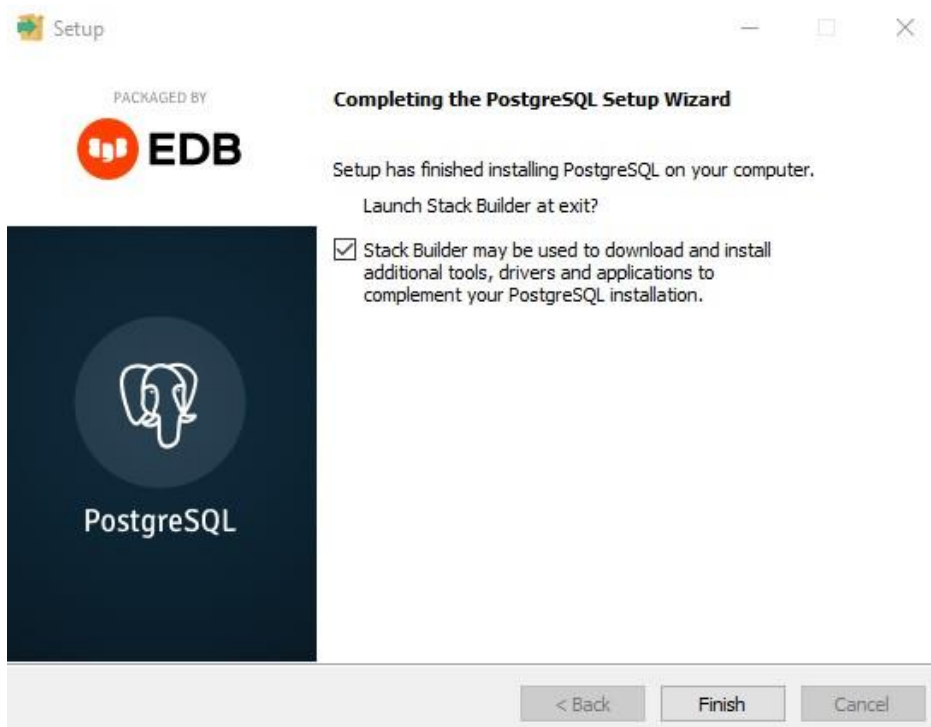 Setup
PACKAGED BY
EDB
PostgreSQL
Completing the PostgreSQL Setup Wizard
Setup has finished installing PostgreSQL on your computer.
Launch Stack Builder at exit?
Stack Builder may be used to download and install
additional tools, drivers and applications to
complement your PostgreSQL installation.
< Back
Finish
Cancel